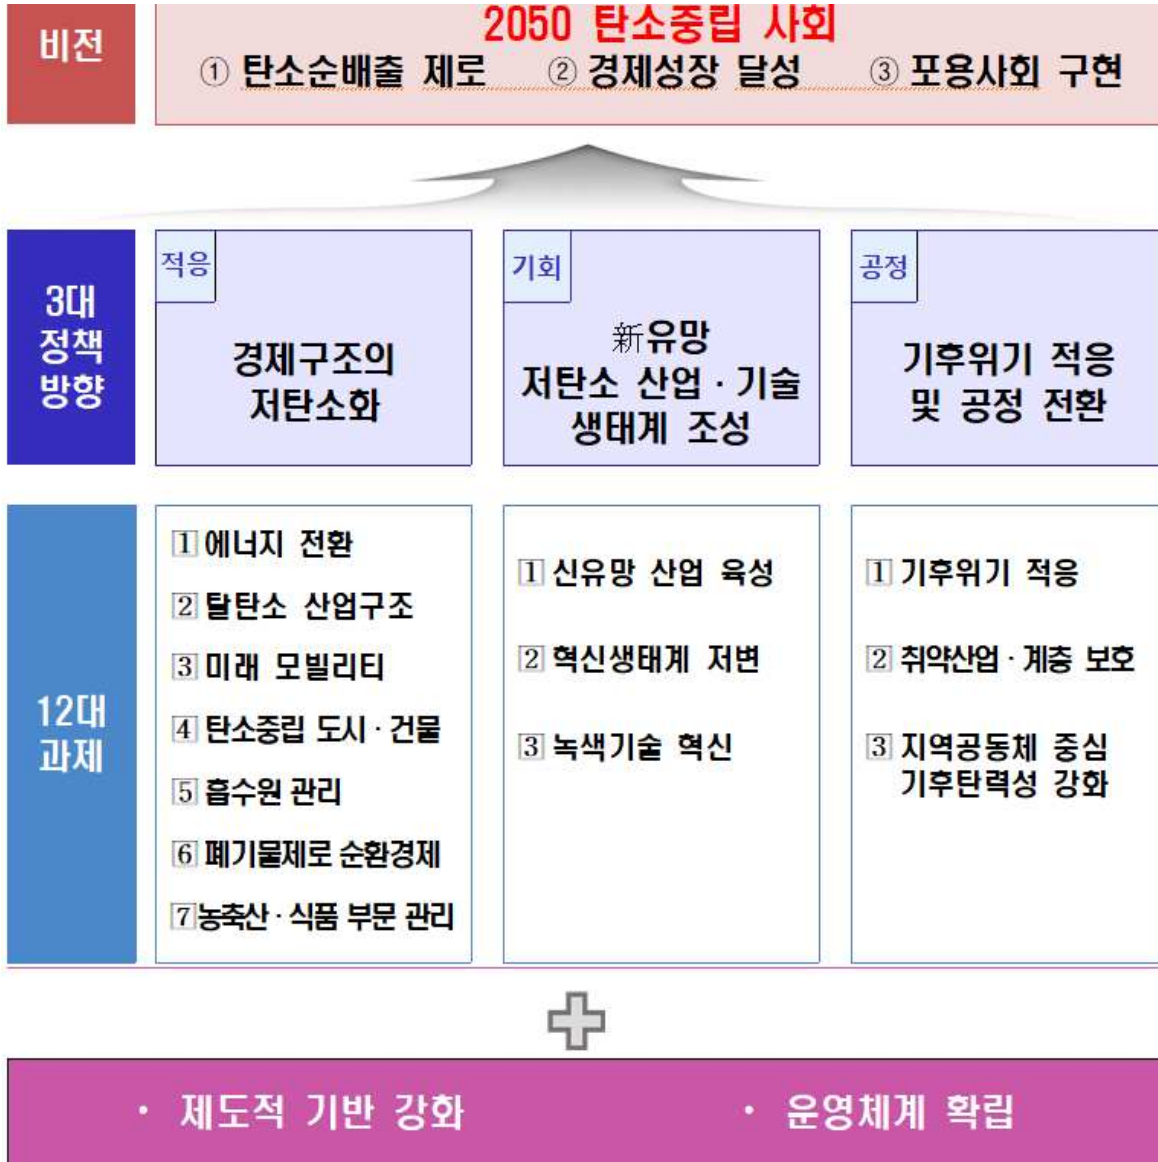 비전
2050 탄소중립 사회
① 탄소순배출 제로 ② 경제성장 달성 ③ 포용사회 구현
3대
정책
방향
적응
경제구조의
저탄소화
기회
新유망
저탄소 산업 · 기술
생태계 조성
공정
기후위기 적응
및 공정 전환
12대
과제
1 에너지 전환
2 탈탄소 산업구조
3 미래 모빌리티
4 탄소중립 도시 · 건물
5 흡수원 관리
6 폐기물제로 순환경제
7 농축산 · 식품 부문 관리
1 신유망 산업 육성
2 혁신생태계 저변
3 녹색기술 혁신
1 기후위기 적응
2 취약산업 · 계층 보호
3 지역공동체 중심
기후탄력성 강화
· 제도적 기반 강화
· 운영체계 확립